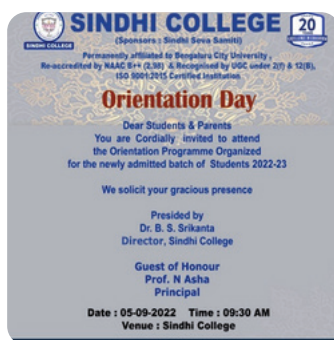 SINDHI COLLEGE
(Sponsors : Sindhi Seva Samiti)
SINDHI COLLEGE
20
Permanently affiliated to Bengaluru City University ,
Re-accredited by NAAC B++ (2.98) & Recognised by UGC under 2(f) & 12(B),
ISO 9001:2015 Certified Institution
Orientation Day
Dear Students & Parents
You are Cordially invited to attend
the Orientation Programme Organized
for the newly admitted batch of Students 2022-23
We solicit your gracious presence
Presided by
Dr. B. S. Srikanta
Director, Sindhi College
Guest of Honour
Prof. N Asha
Principal
Date : 05-09-2022 Time : 09:30 AM
Venue : Sindhi College